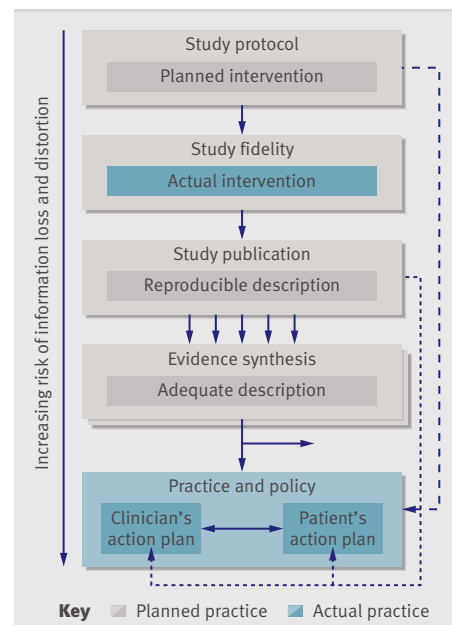 Increasing risk of information loss and distortion
Study protocol
Planned intervention
Study fidelity
Actual intervention
Study publication
Reproducible description
Evidence synthesis
Adequate description
Practice and policy
Clinician's
action plan
Patient's
action plan
Key Planned practice Actual practice